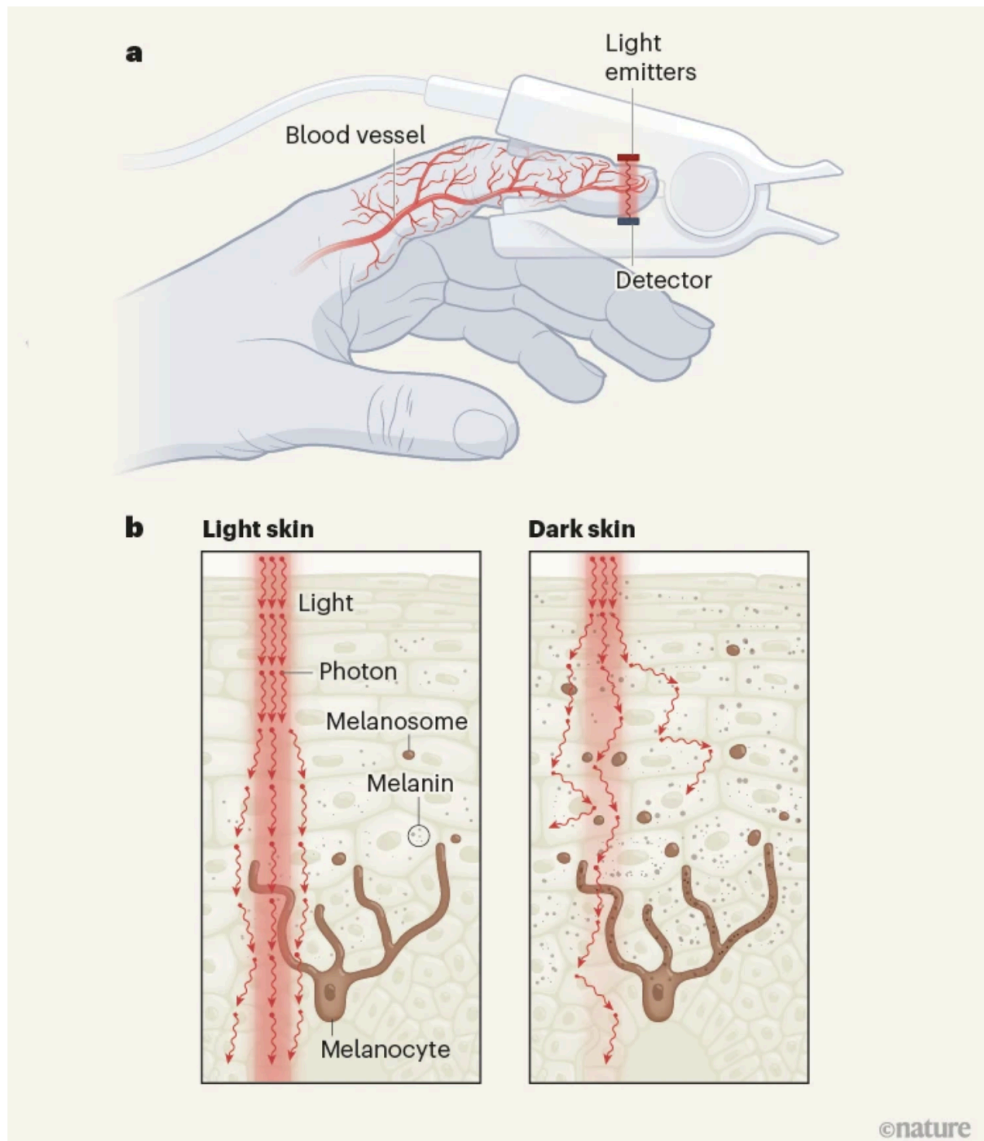 a
Light
emitters
Blood vessel
Detector
b
Light skin
Dark skin
Light
Photon
Melanosome
Melanin
Melanocyte
©nature